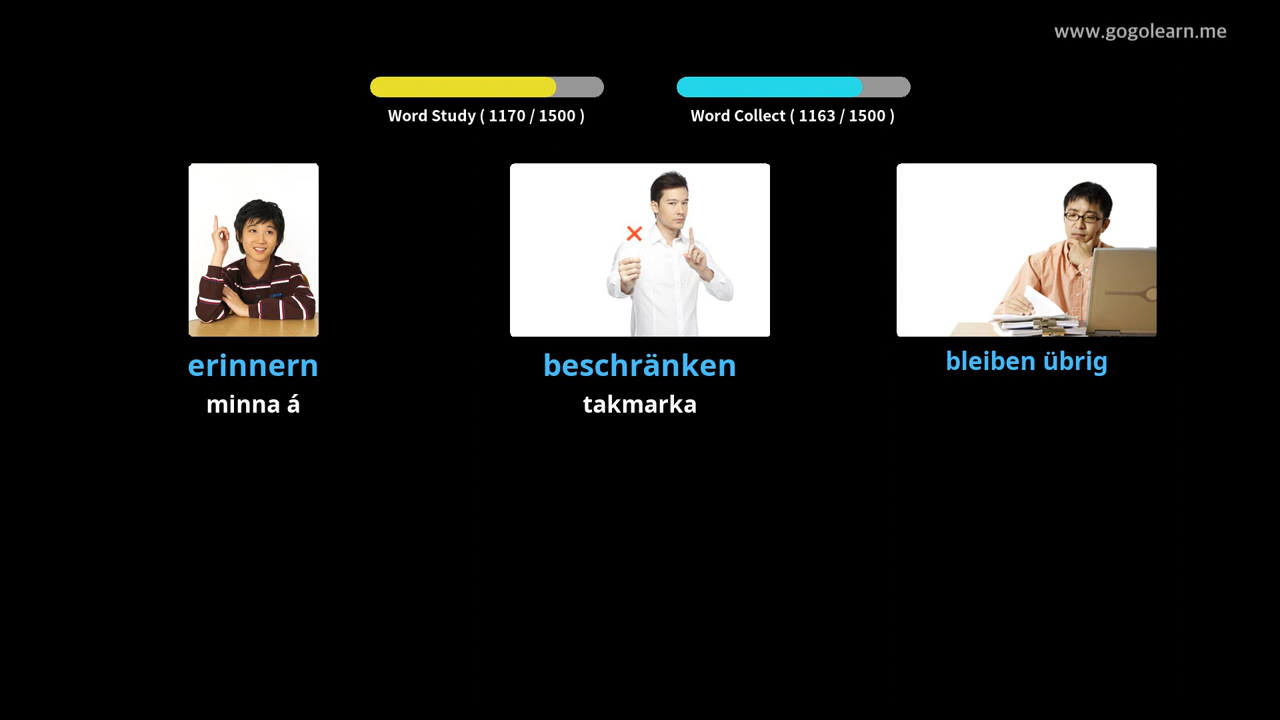 www.gogolearn.me
Word Study ( 1170 / 1500 )
Word Collect ( 1163 / 1500 )
erinnern
minna á
beschränken
takmarka
bleiben übrig